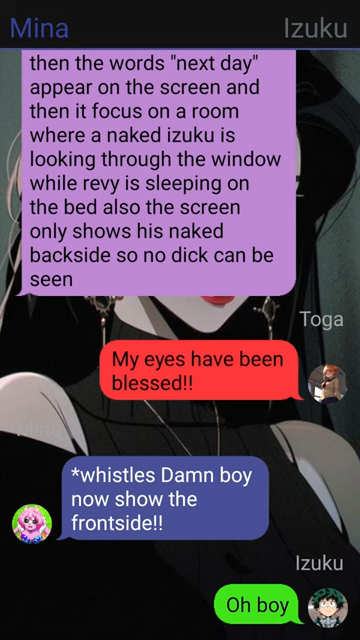 Mina Izuku
then the words "next day"
appear on the screen and
then it focus on a room
where a naked izuku is
looking through the window
while revy is sleeping on
the bed also the screen
only shows his naked
backside so no dick can be
seen
Toga
My eyes have been
blessed!!
Mina
*whistles Damn boy
now show the
frontside!!
Izuku
Oh boy